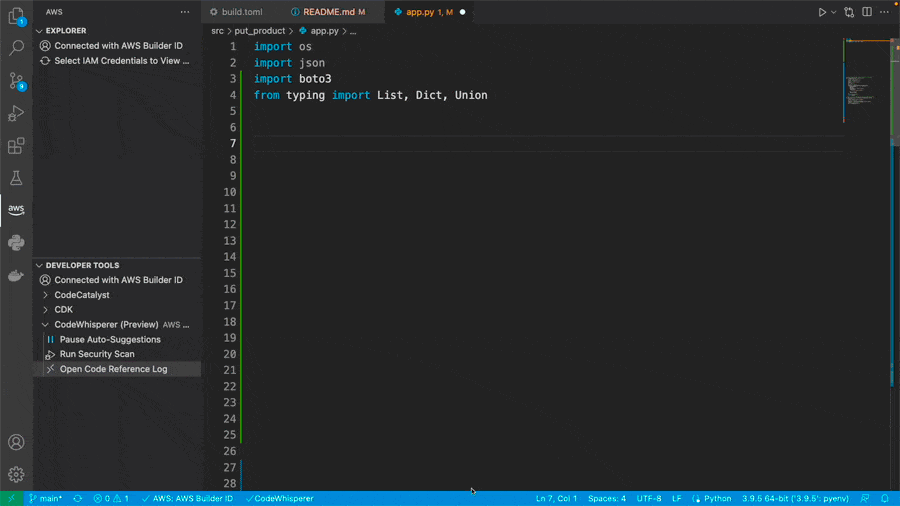 AWS ...
build.toml README.md M app.py 1, M
EXPLORER
Connected with AWS Builder ID
Select IAM Credentials to View ...
src > put_product > app.py > ...
1 import os
2 import json
3 import boto3
4 from typing import List, Dict, Union
5
6
7
8
9
10
11
12
13
14
15
16
17
18
19
20
21
22
23
24
25
26
27
28
1
9
aws
DEVELOPER TOOLS
Connected with AWS Builder ID
CodeCatalyst
CDK
CodeWhisperer (Preview) AWS ...
Pause Auto-Suggestions
Run Security Scan
Open Code Reference Log
main* 0 1 AWS: AWS Builder ID CodeWhisperer Ln 7, Col 1 Spaces: 4 UTF-8 LF Python 3.9.5 64-bit ('3.9.5': pyenv)